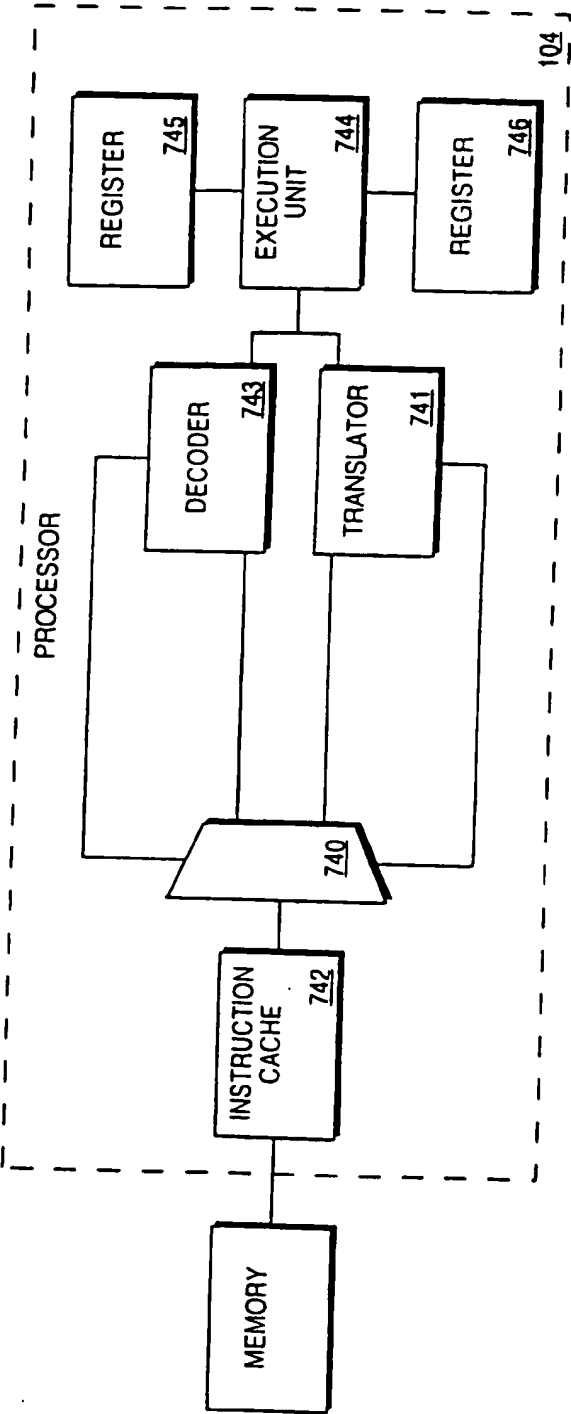 PROCESSOR
MEMORY
INSTRUCTION
CACHE
742
740
DECODER
743
TRANSLATOR
741
REGISTER
745
EXECUTION
UNIT
744
REGISTER
746
104